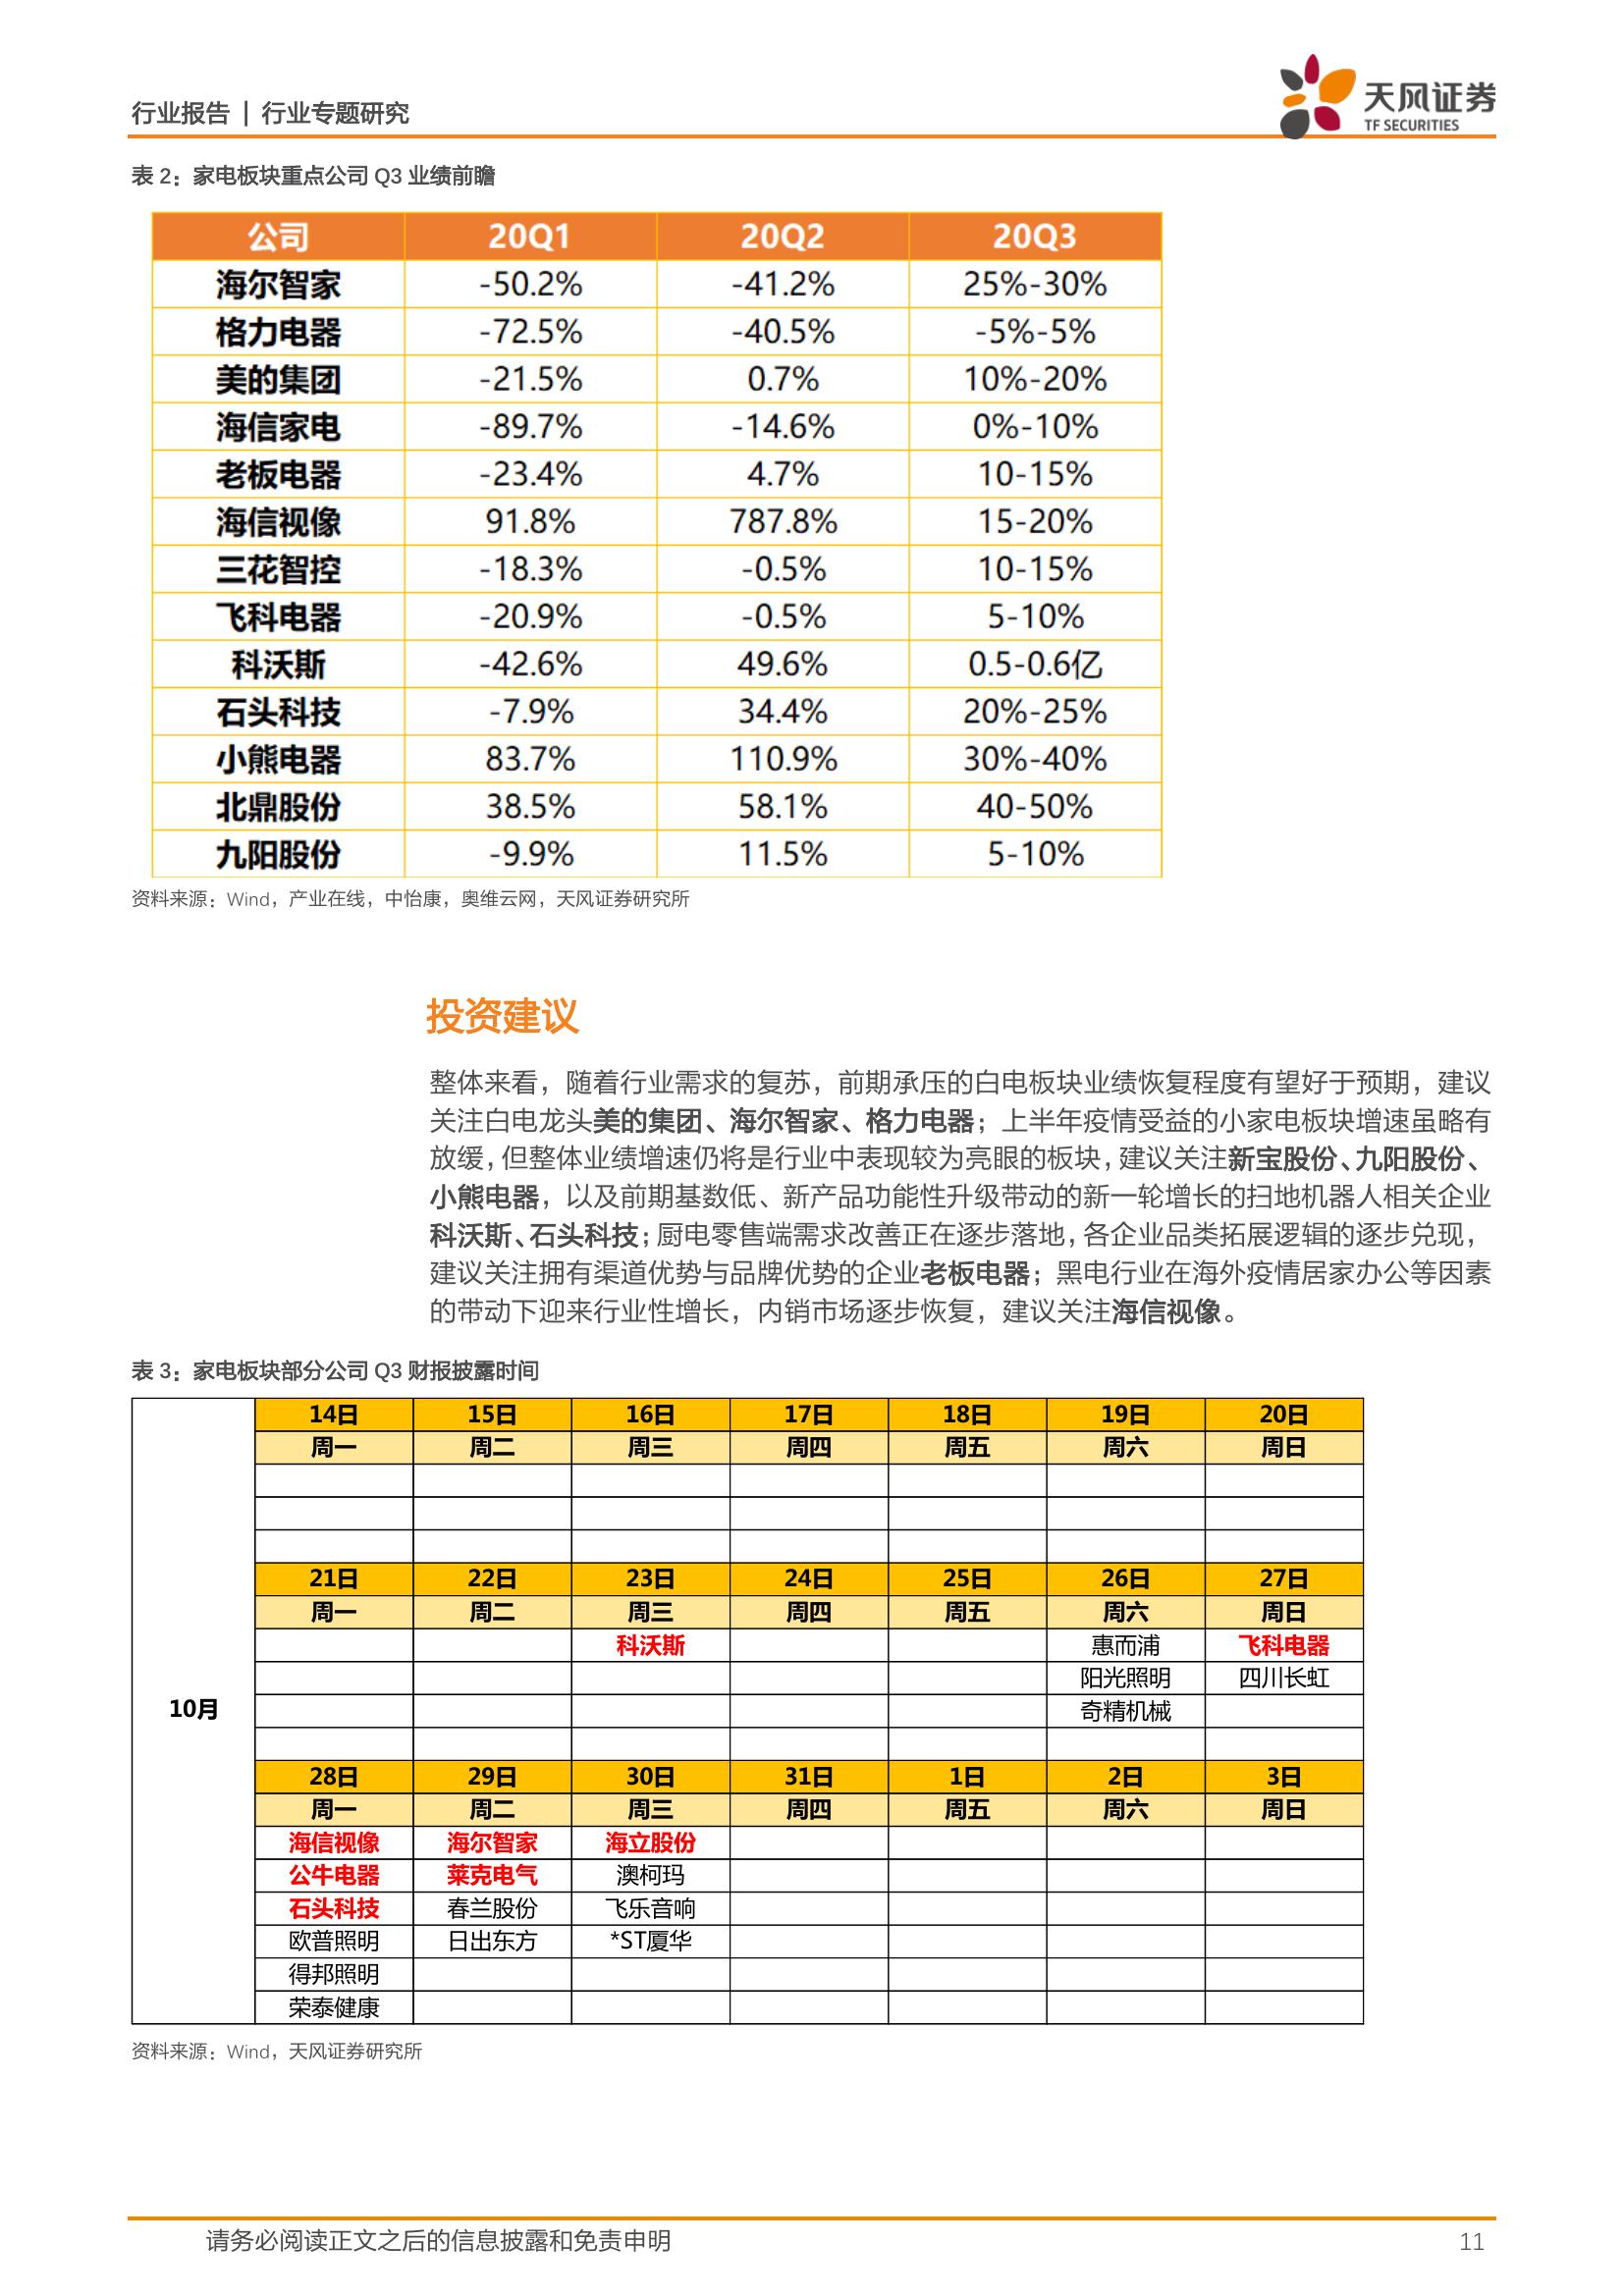 行业报告 | 行业专题研究
天风证券
TF SECURITIES
表 2：家电板块重点公司 Q3 业绩前瞻
公司 20Q1 20Q2 20Q3
海尔智家 -50.2% -41.2% 25%-30%
格力电器 -72.5% -40.5% -5%-5%
美的集团 -21.5% 0.7% 10%-20%
海信家电 -89.7% -14.6% 0%-10%
老板电器 -23.4% 4.7% 10-15%
海信视像 91.8% 787.8% 15-20%
三花智控 -18.3% -0.5% 10-15%
飞科电器 -20.9% -0.5% 5-10%
科沃斯 -42.6% 49.6% 0.5-0.6亿
石头科技 -7.9% 34.4% 20%-25%
小熊电器 83.7% 110.9% 30%-40%
北鼎股份 38.5% 58.1% 40-50%
九阳股份 -9.9% 11.5% 5-10%
资料来源：Wind，产业在线，中怡康，奥维云网，天风证券研究所
投资建议
整体来看，随着行业需求的复苏，前期承压的白电板块业绩恢复程度有望好于预期，建议
关注白电龙头美的集团、海尔智家、格力电器；上半年疫情受益的小家电板块增速虽略有
放缓，但整体业绩增速仍将是行业中表现较为亮眼的板块，建议关注新宝股份、九阳股份、
小熊电器，以及前期基数低、新产品功能性升级带动的新一轮增长的扫地机器人相关企业
科沃斯、石头科技；厨电零售端需求改善正在逐步落地，各企业品类拓展逻辑的逐步兑现，
建议关注拥有渠道优势与品牌优势的企业老板电器；黑电行业在海外疫情居家办公等因素
的带动下迎来行业性增长，内销市场逐步恢复，建议关注海信视像。
表 3：家电板块部分公司 Q3 财报披露时间
14日 15日 16日 17日 18日 19日 20日
周一 周二 周三 周四 周五 周六 周日
21日 22日 23日 24日 25日 26日 27日
周一 周二 周三 周四 周五 周六 周日
科沃斯 惠而浦 飞科电器
阳光照明 四川长虹
10月 奇精机械
28日 29日 30日 31日 1日 2日 3日
周一 周二 周三 周四 周五 周六 周日
海信视像 海尔智家 海立股份
公牛电器 莱克电气 澳柯玛
石头科技 春兰股份 飞乐音响
欧普照明 日出东方 *ST厦华
得邦照明
荣泰健康
资料来源：Wind，天风证券研究所
请务必阅读正文之后的信息披露和免责申明 11